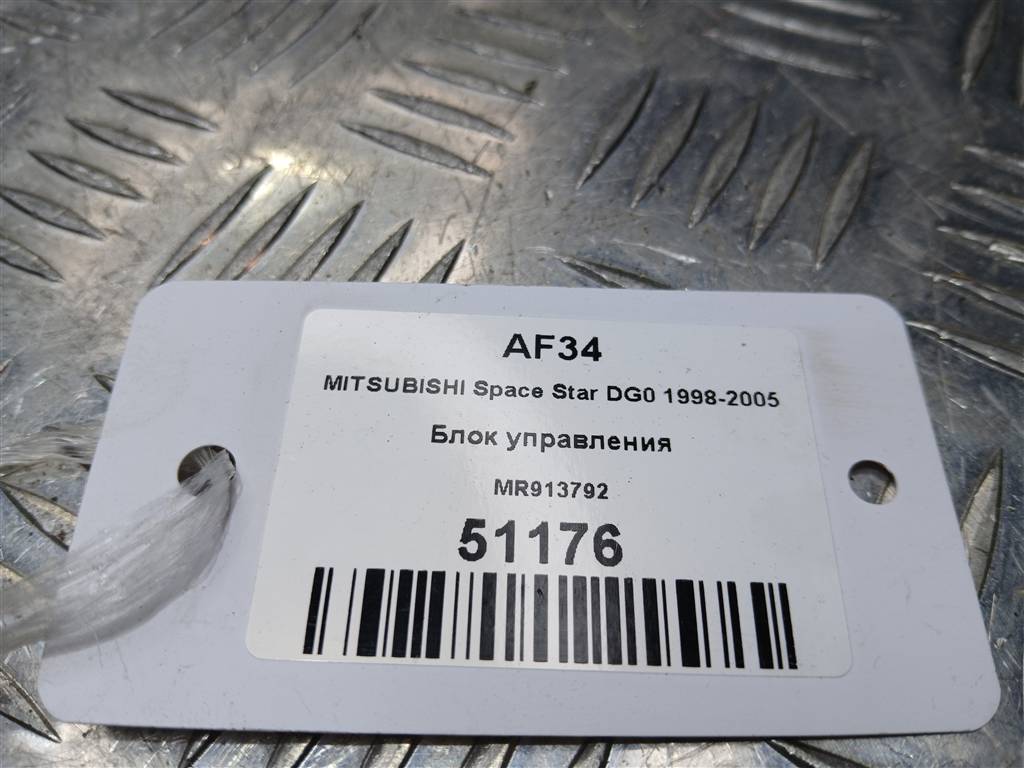 AF34
MITSUBISHI Space Star DG0 1998-2005
Блок управления
MR913792
51176